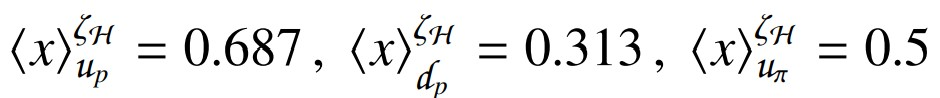 ⟨x⟩_{u_p}^{ζ_ℋ} = 0.687 , ⟨x⟩_{d_p}^{ζ_ℋ} = 0.313 , ⟨x⟩_{u_π}^{ζ_ℋ} = 0.5